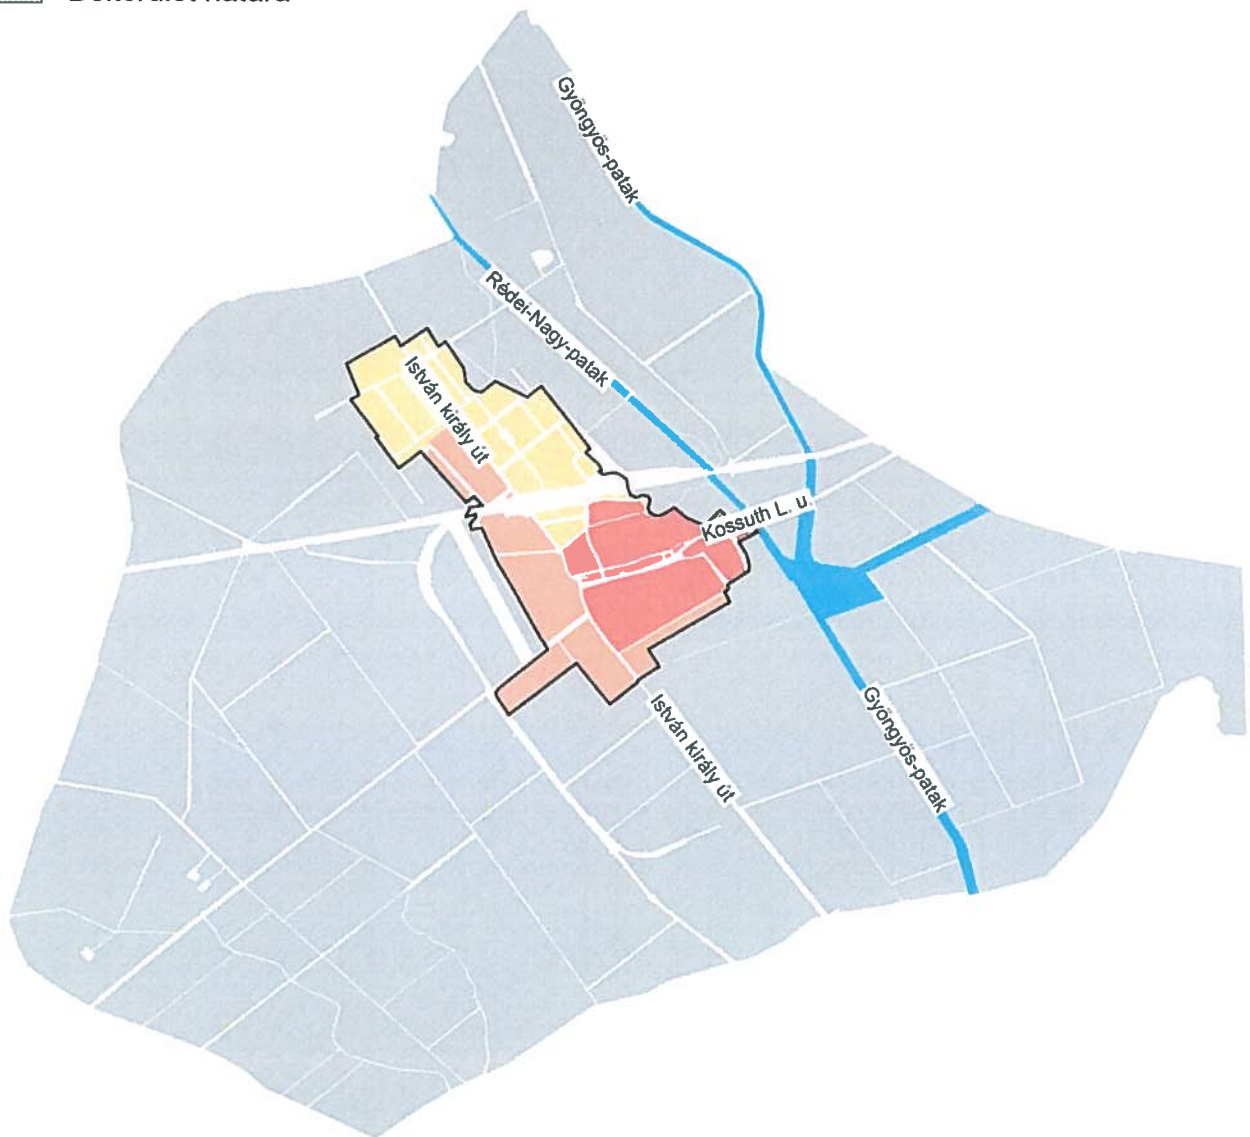 Gyöngyös-patak
Rédei-Nagy-patak
István király út
Kossuth L. u.
István király út
Gyöngyös-patak